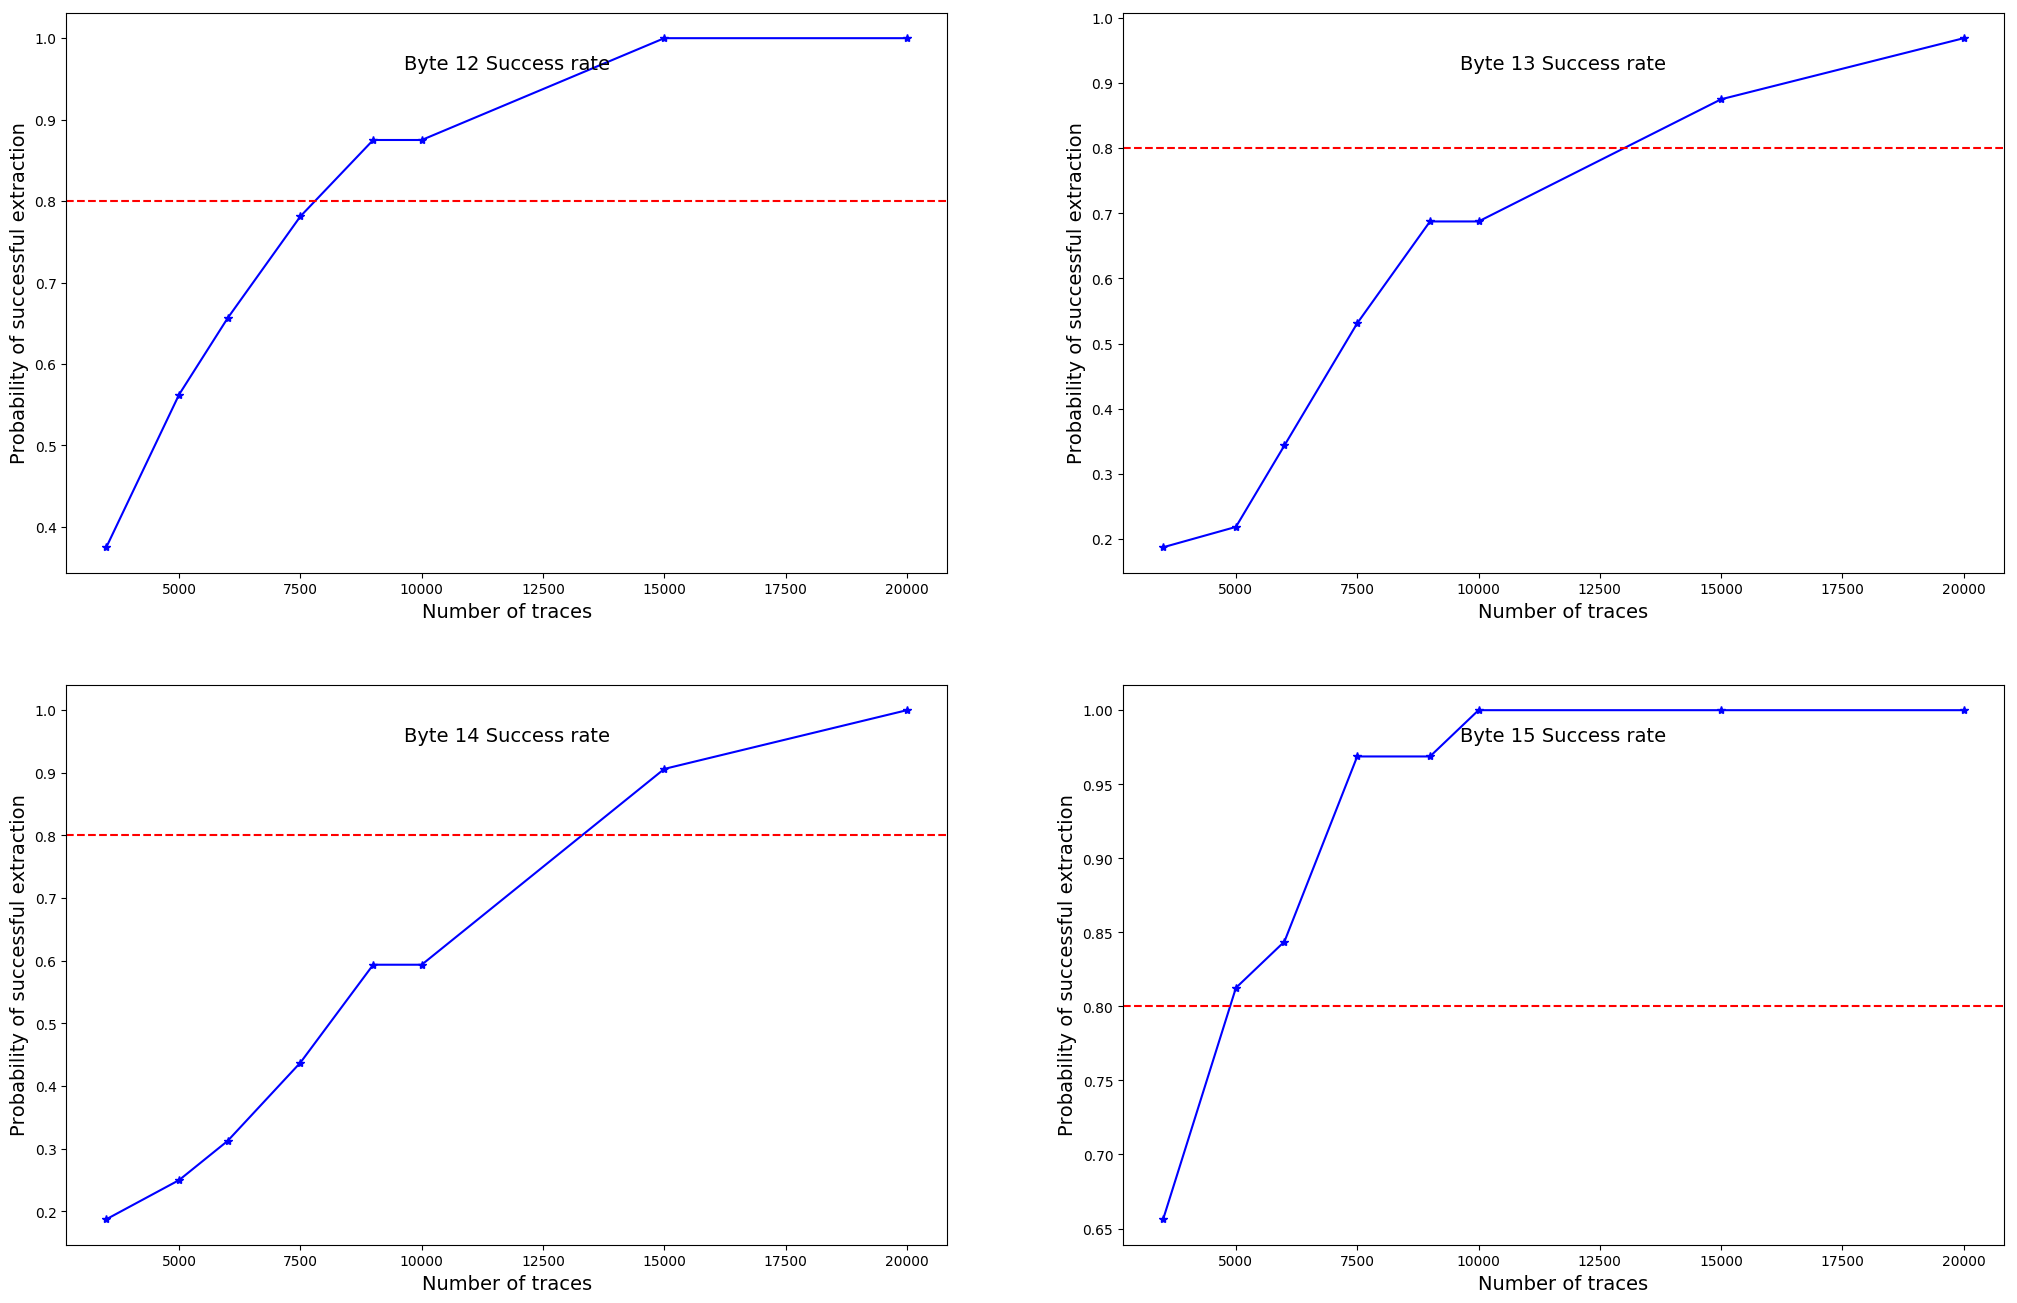 Byte 12 Success rate
Probability of successful extraction
1.0
0.9
0.8
0.7
0.6
0.5
0.4
5000 7500 10000 12500 15000 17500 20000
Number of traces
Byte 13 Success rate
Probability of successful extraction
1.0
0.9
0.8
0.7
0.6
0.5
0.4
0.3
0.2
5000 7500 10000 12500 15000 17500 20000
Number of traces
Byte 14 Success rate
Probability of successful extraction
1.0
0.9
0.8
0.7
0.6
0.5
0.4
0.3
0.2
5000 7500 10000 12500 15000 17500 20000
Number of traces
Byte 15 Success rate
Probability of successful extraction
1.00
0.95
0.90
0.85
0.80
0.75
0.70
0.65
5000 7500 10000 12500 15000 17500 20000
Number of traces